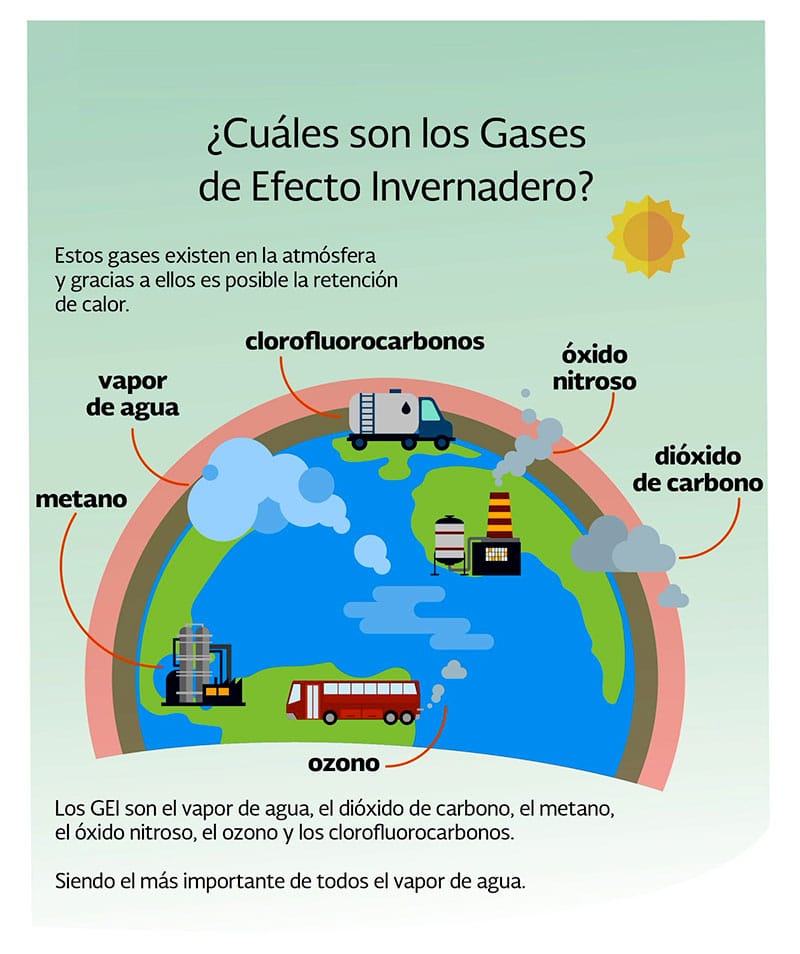 ¿Cuáles son los Gases
de Efecto Invernadero?
Estos gases existen en la atmósfera
y gracias a ellos es posible la retención
de calor.
clorofluorocarbonos
óxido
nitroso
vapor
de agua
dióxido
de carbono
metano
ozono
Los GEI son el vapor de agua, el dióxido de carbono, el metano,
el óxido nitroso, el ozono y los clorofluorocarbonos.
Siendo el más importante de todos el vapor de agua.